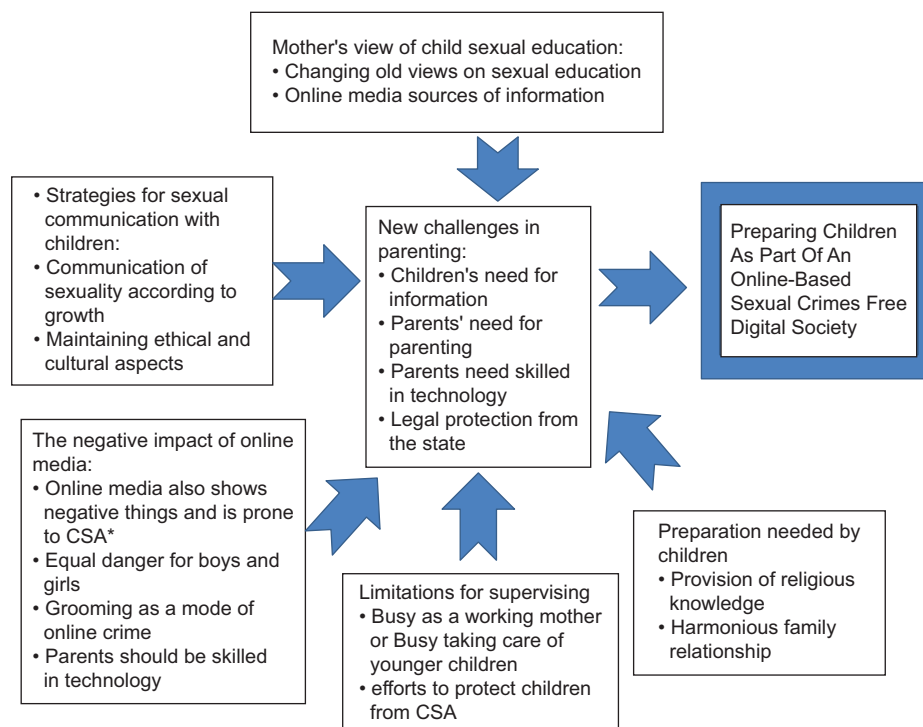 Mother's view of child sexual education:
• Changing old views on sexual education
• Online media sources of information
• Strategies for sexual
communication with
children:
• Communication of
sexuality according to
growth
• Maintaining ethical and
cultural aspects
New challenges in
parenting:
• Children's need for
information
• Parents' need for
parenting
• Parents need skilled
in technology
• Legal protection from
the state
Preparing Children
As Part Of An
Online-Based
Sexual Crimes Free
Digital Society
The negative impact of online
media:
• Online media also shows
negative things and is prone
to CSA*
• Equal danger for boys and
girls
• Grooming as a mode of
online crime
• Parents should be skilled
in technology
Limitations for supervising
• Busy as a working mother
or Busy taking care of
younger children
• efforts to protect children
from CSA
Preparation needed by
children
• Provision of religious
knowledge
• Harmonious family
relationship